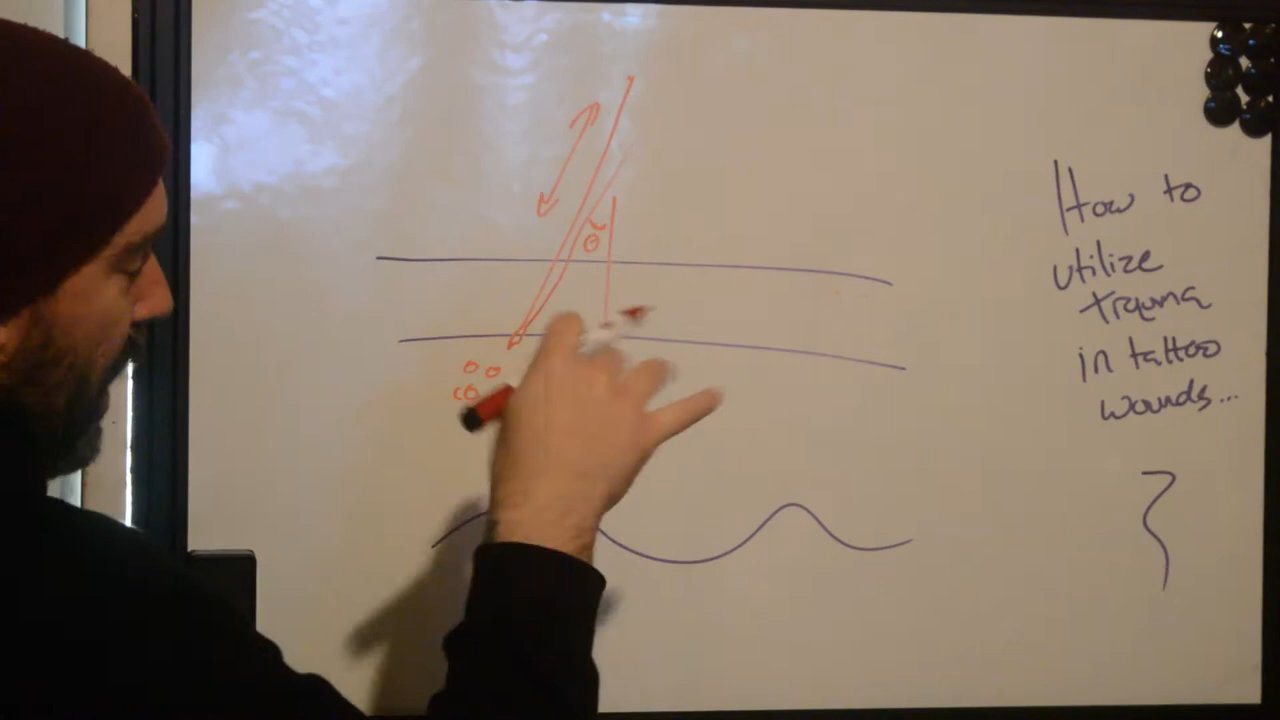 θ
How to
utilize
trauma
in tattoo
wounds...